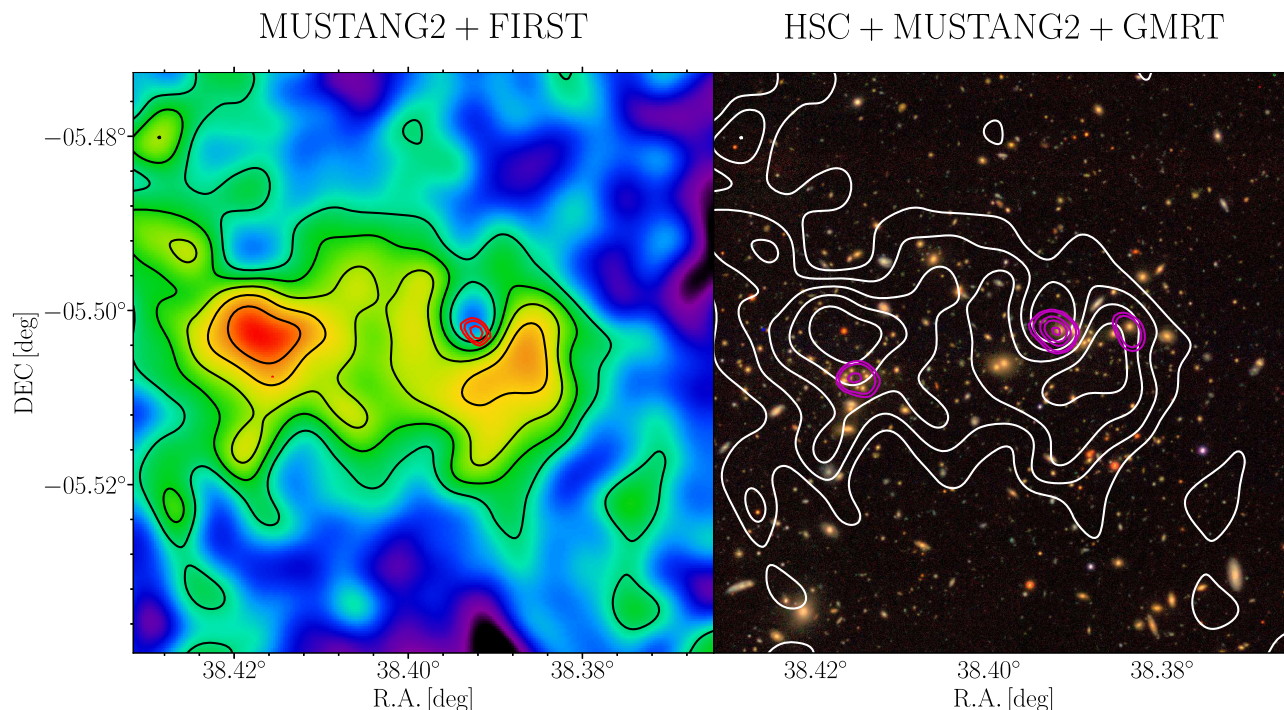 MUSTANG2 + FIRST
HSC + MUSTANG2 + GMRT
−05.48°
−05.50°
−05.52°
DEC [deg]
38.42° 38.40° 38.38°
R.A. [deg]
38.42° 38.40° 38.38°
R.A. [deg]